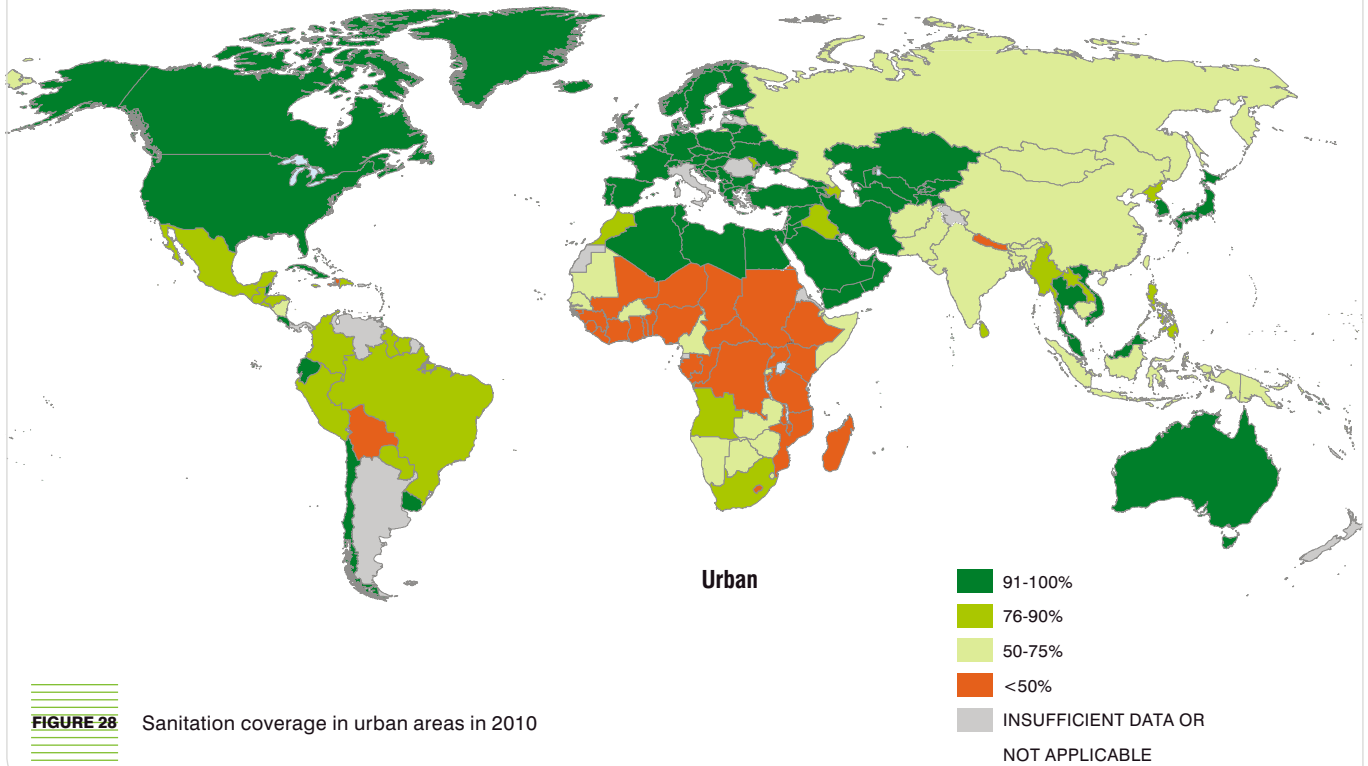 Urban
91-100%
76-90%
50-75%
<50%
INSUFFICIENT DATA OR
NOT APPLICABLE
FIGURE 28 Sanitation coverage in urban areas in 2010